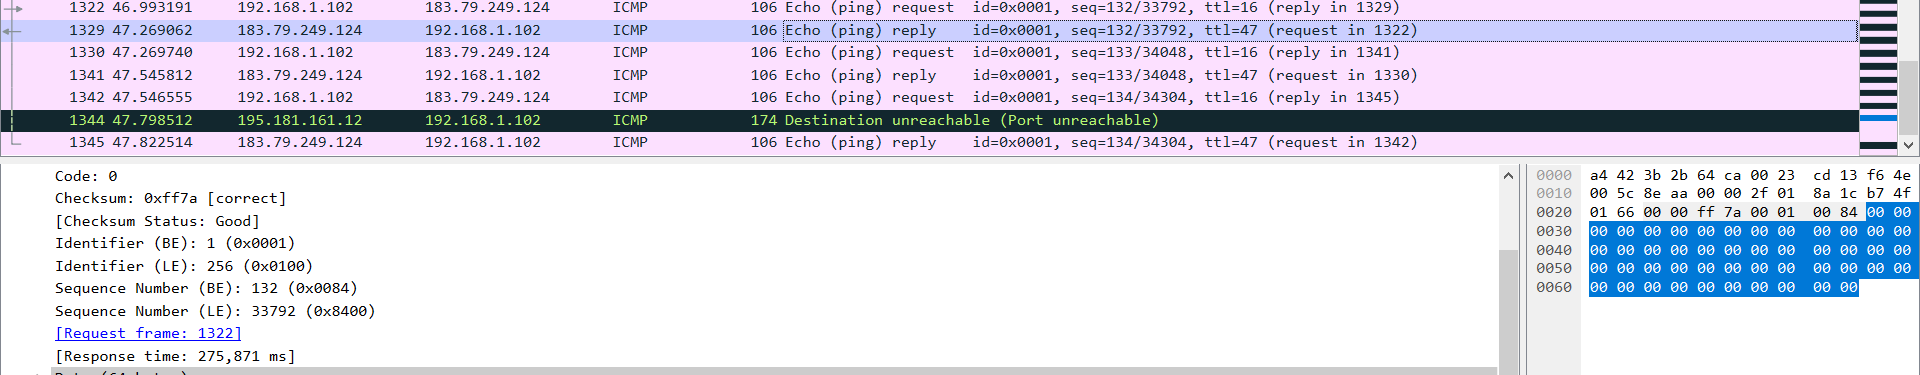 1322 46.993191 192.168.1.102 183.79.249.124 ICMP 106 Echo (ping) request id=0x0001, seq=132/33792, ttl=16 (reply in 1329)
1329 47.269062 183.79.249.124 192.168.1.102 ICMP 106 Echo (ping) reply id=0x0001, seq=132/33792, ttl=47 (request in 1322)
1330 47.269740 192.168.1.102 183.79.249.124 ICMP 106 Echo (ping) request id=0x0001, seq=133/34048, ttl=16 (reply in 1341)
1341 47.545812 183.79.249.124 192.168.1.102 ICMP 106 Echo (ping) reply id=0x0001, seq=133/34048, ttl=47 (request in 1330)
1342 47.546555 192.168.1.102 183.79.249.124 ICMP 106 Echo (ping) request id=0x0001, seq=134/34304, ttl=16 (reply in 1345)
1344 47.798512 195.181.161.12 192.168.1.102 ICMP 174 Destination unreachable (Port unreachable)
1345 47.822514 183.79.249.124 192.168.1.102 ICMP 106 Echo (ping) reply id=0x0001, seq=134/34304, ttl=47 (request in 1342)
Code: 0
Checksum: 0xff7a [correct]
[Checksum Status: Good]
Identifier (BE): 1 (0x0001)
Identifier (LE): 256 (0x0100)
Sequence Number (BE): 132 (0x0084)
Sequence Number (LE): 33792 (0x8400)
[Request frame: 1322]
[Response time: 275,871 ms]
0000 a4 42 3b 2b 64 ca 00 23 cd 13 f6 4e
0010 00 5c 8e aa 00 00 2f 01 8a 1c b7 4f
0020 01 66 00 00 ff 7a 00 01 00 84 00 00
0030 00 00 00 00 00 00 00 00 00 00 00 00
0040 00 00 00 00 00 00 00 00 00 00 00 00
0050 00 00 00 00 00 00 00 00 00 00 00 00
0060 00 00 00 00 00 00 00 00 00 00